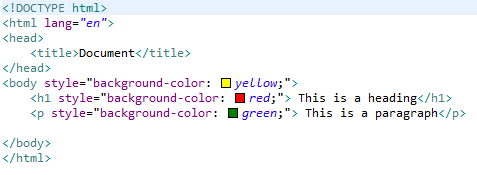 <!DOCTYPE html>
<html lang="en">
<head>
    <title>Document</title>
</head>
<body style="background-color: yellow;">
    <h1 style="background-color: red;"> This is a heading</h1>
    <p style="background-color: green;"> This is a paragraph</p>

</body>
</html>